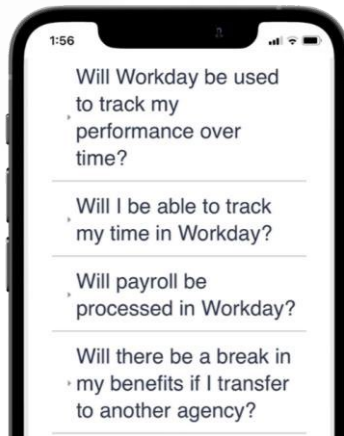 1:56
Will Workday be used
to track my
performance over
time?
Will I be able to track
my time in Workday?
Will payroll be
processed in Workday?
Will there be a break in
my benefits if I transfer
to another agency?